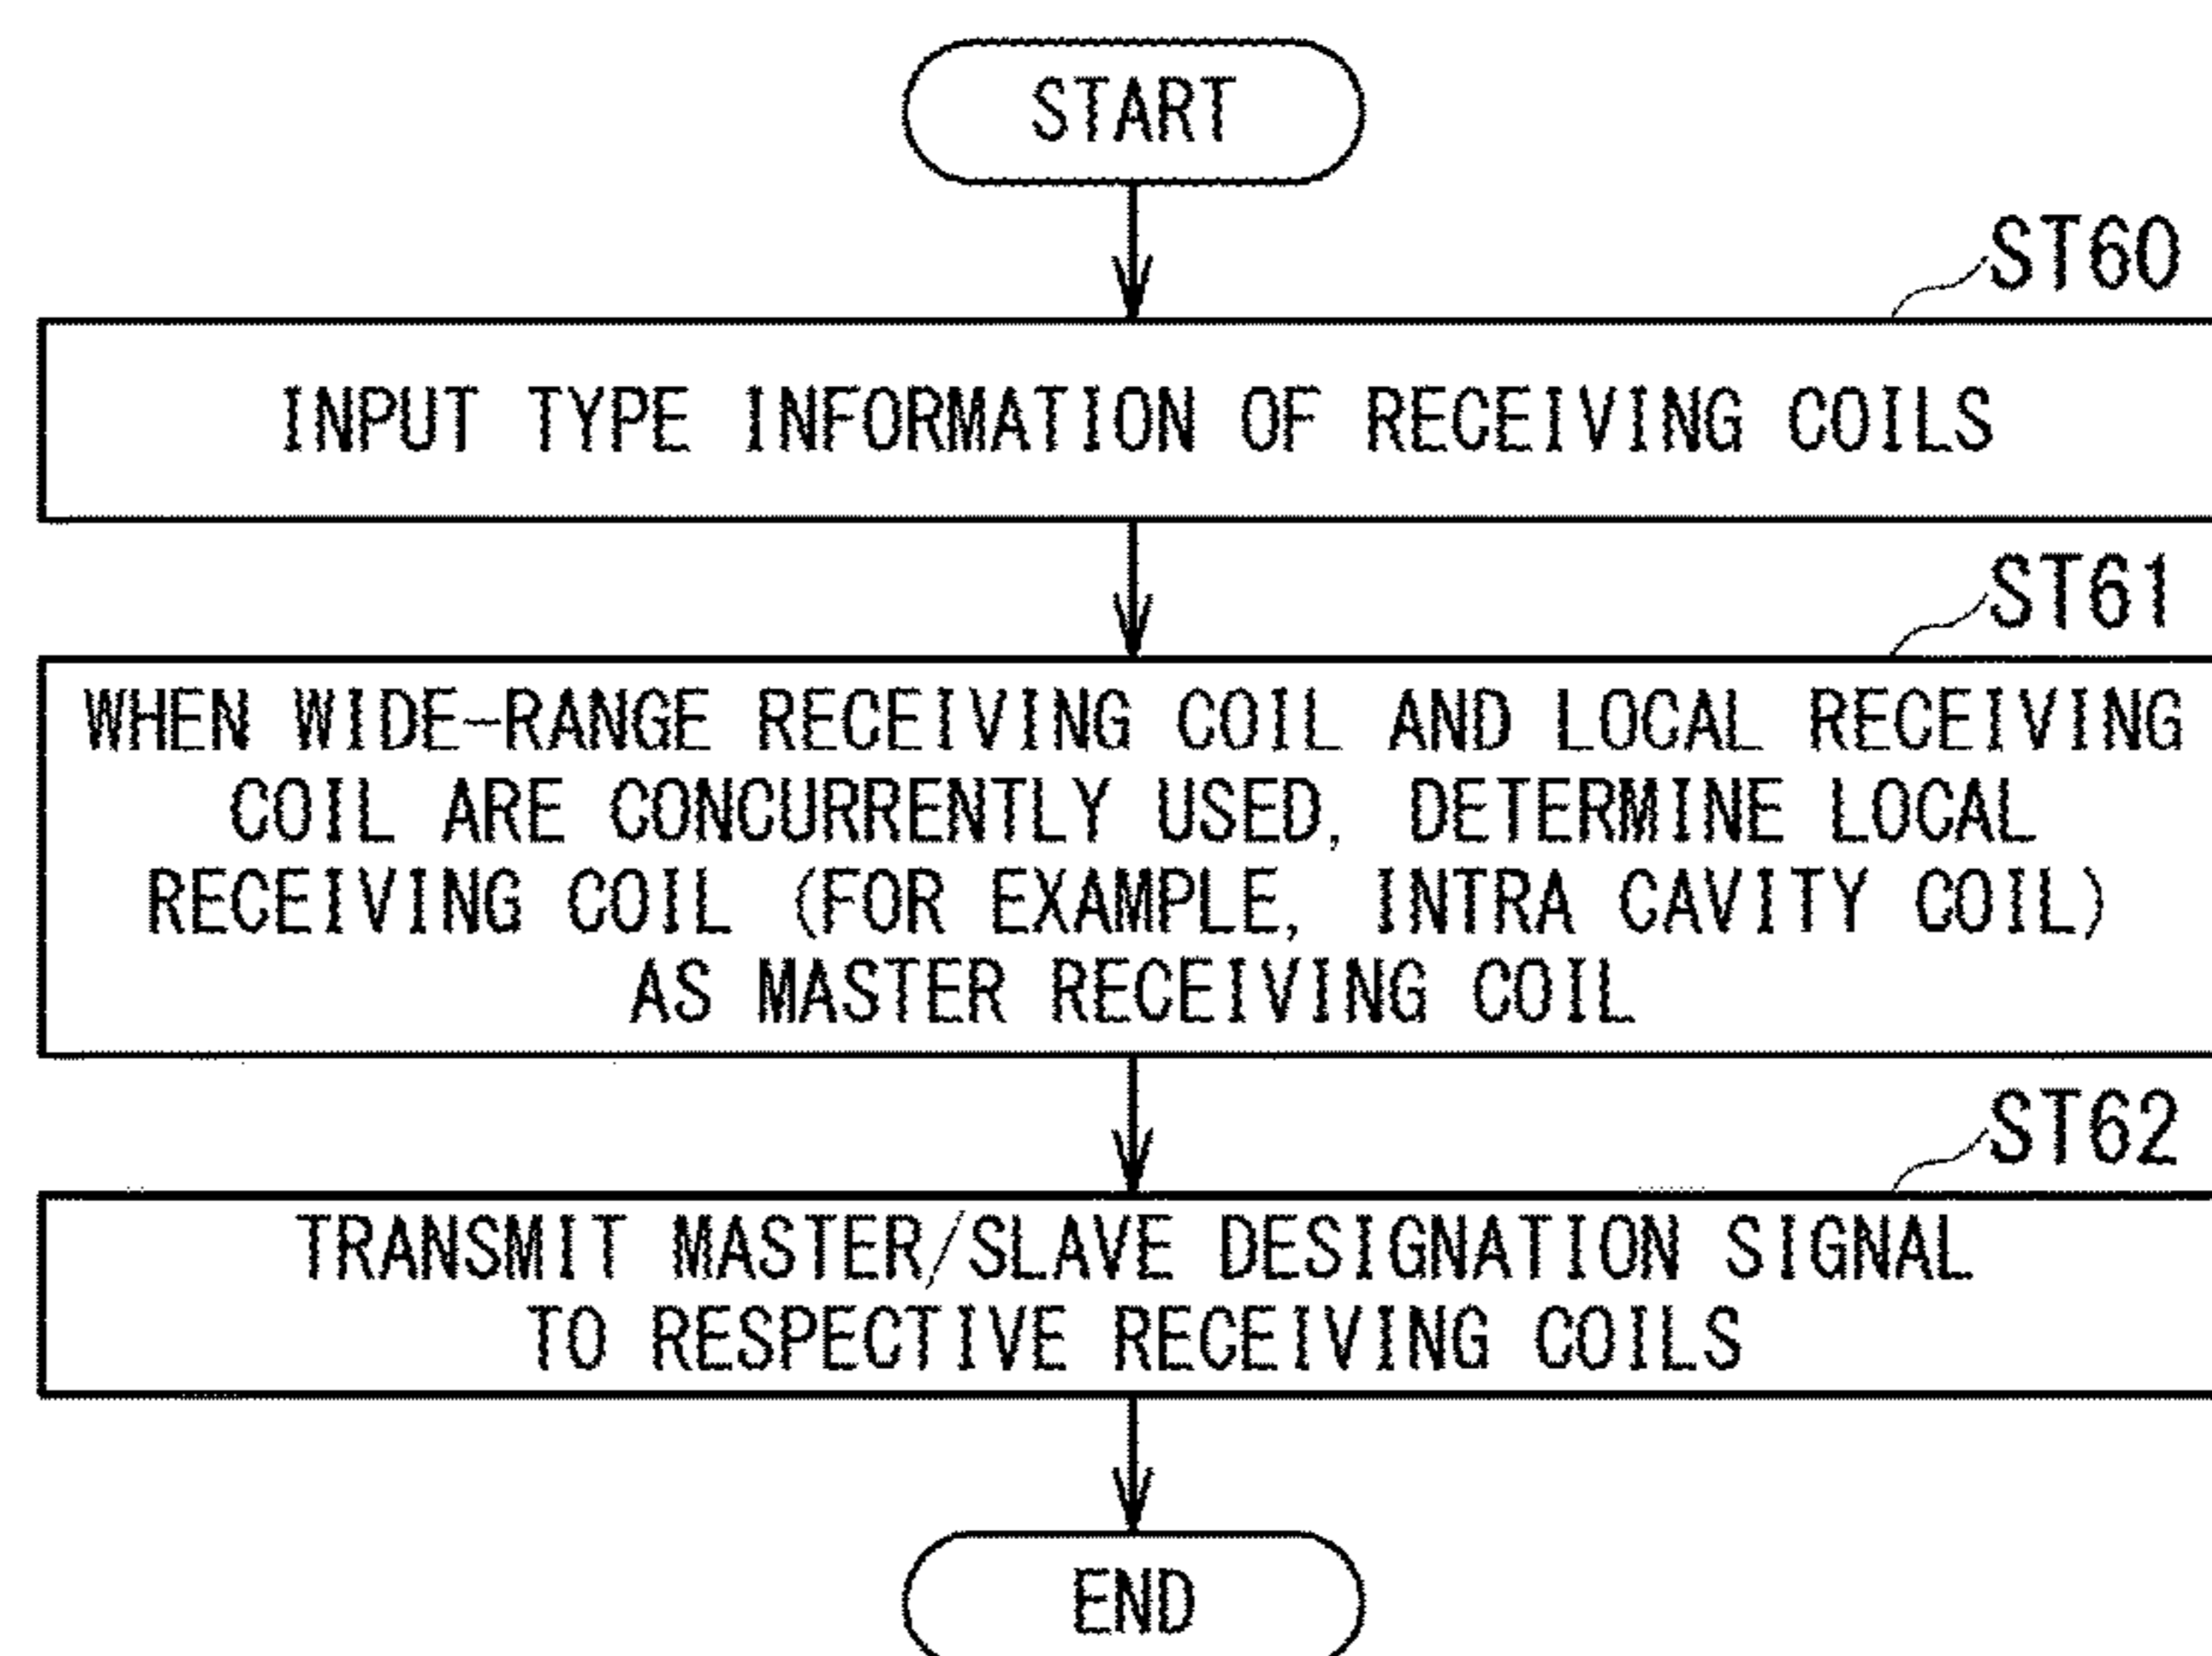 START
ST60
INPUT TYPE INFORMATION OF RECEIVING COILS
ST61
WHEN WIDE-RANGE RECEIVING COIL AND LOCAL RECEIVING
COIL ARE CONCURRENTLY USED, DETERMINE LOCAL
RECEIVING COIL (FOR EXAMPLE, INTRA CAVITY COIL)
AS MASTER RECEIVING COIL
ST62
TRANSMIT MASTER/SLAVE DESIGNATION SIGNAL
TO RESPECTIVE RECEIVING COILS
END